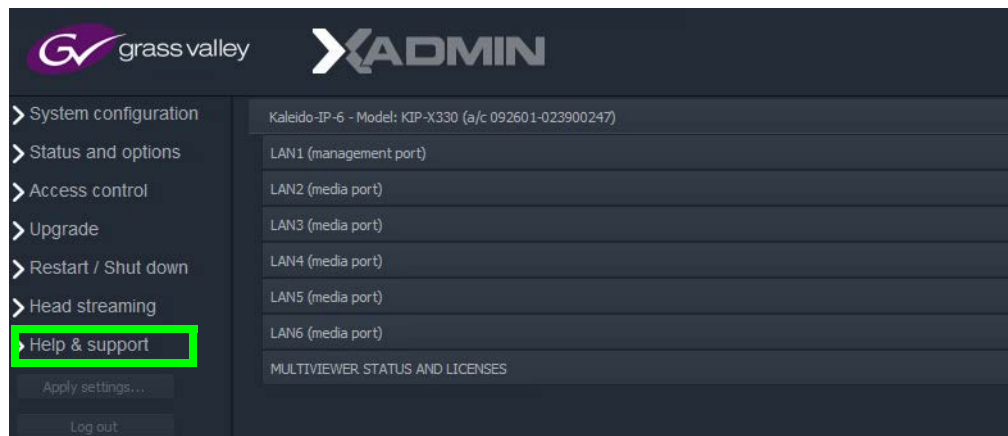 grass valley XADMIN
System configuration
Status and options
Access control
Upgrade
Restart / Shut down
Head streaming
Help & support
Apply settings...
Log out
Kaleido-IP-6 - Model: KIP-X330 (a/c 092601-023900247)
LAN1 (management port)
LAN2 (media port)
LAN3 (media port)
LAN4 (media port)
LAN5 (media port)
LAN6 (media port)
MULTIVIEWER STATUS AND LICENSES